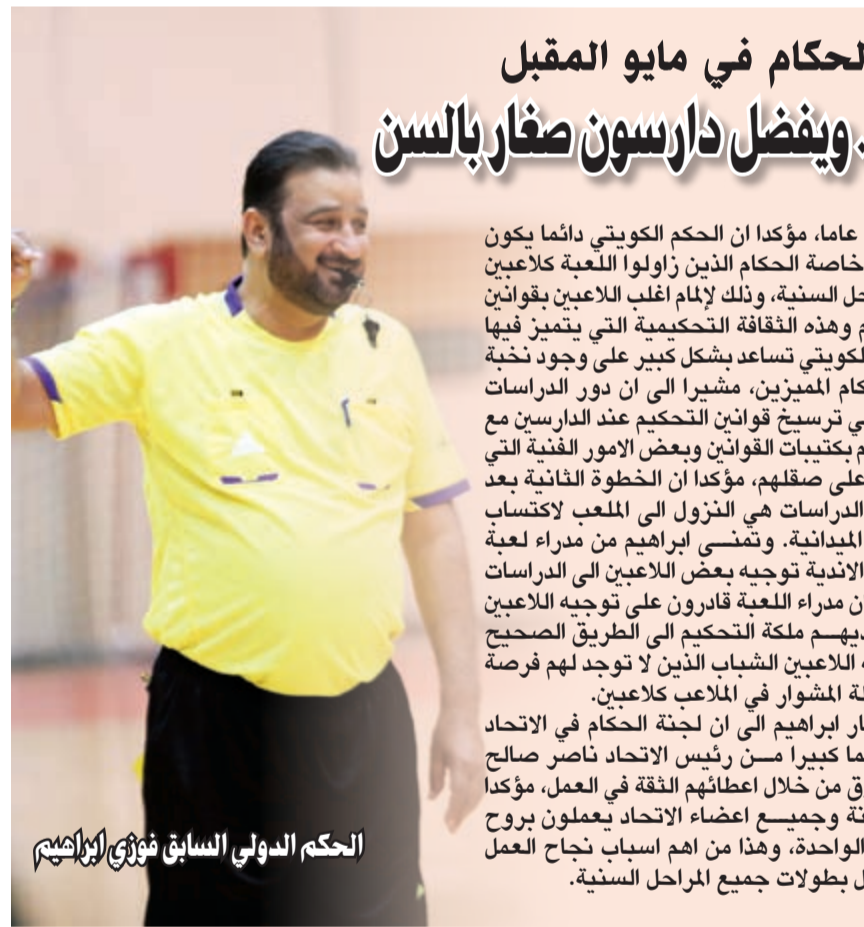 الحكام في مايو المقبل
ويفضل دارسون صغار بالسن
عاما، مؤكدا ان الحكم الكويتي دائما يكون
خاصة الحكام الذين زاولوا اللعبة كلاعبين
حل السنية، وذلك لإلمام اغلب اللاعبين بقوانين
م وهذه الثقافة التحكيمية التي يتميز فيها
لكويتي تساعد بشكل كبير على وجود نخبة
كام المميزين، مشيرا الى ان دور الدراسات
ي ترسيخ قوانين التحكيم عند الدارسين مع
م بكتيبات القوانين وبعض الامور الفنية التي
على صقلهم، مؤكدا ان الخطوة الثانية بعد
الدراسات هي النزول الى الملعب لاكتساب
الميدانية. وتمنـــى ابراهيم من مدراء لعبة
الاندية توجيه بعض اللاعبين الى الدراسات
ن مدراء اللعبة قادرون على توجيه اللاعبين
يهـــم ملكة التحكيم الى الطريق الصحيح
اللاعبين الشباب الذين لا توجد لهم فرصة
لة المشوار في الملاعب كلاعبين.
ار ابراهيم الى ان لجنة الحكام في الاتحاد
ما كبيرا مـــن رئيس الاتحاد ناصر صالح
ق من خلال اعطائهم الثقة في العمل، مؤكدا
نة وجميـــع اعضاء الاتحاد يعملون بروح
الواحدة، وهذا من اهم اسباب نجاح العمل
ل بطولات جميع المراحل السنية.
الحكم الدولي السابق فوزي ابراهيم